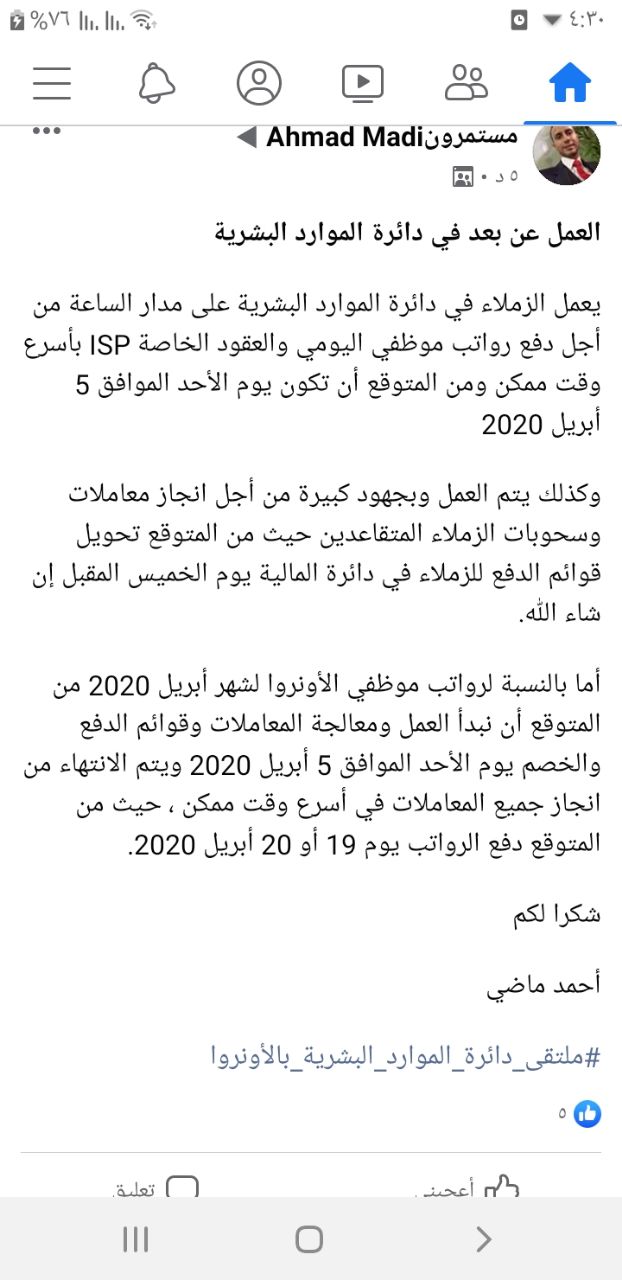 ٤:٣٠ %٧٦
Ahmad Madi ◀ مستمرون
٥ د •
العمل عن بعد في دائرة الموارد البشرية
يعمل الزملاء في دائرة الموارد البشرية على مدار الساعة من
أجل دفع رواتب موظفي اليومي والعقود الخاصة ISP بأسرع
وقت ممكن ومن المتوقع أن تكون يوم الأحد الموافق 5
أبريل 2020
وكذلك يتم العمل وبجهود كبيرة من أجل انجاز معاملات
وسحوبات الزملاء المتقاعدين حيث من المتوقع تحويل
قوائم الدفع للزملاء في دائرة المالية يوم الخميس المقبل إن
شاء الله.
أما بالنسبة لرواتب موظفي الأونروا لشهر أبريل 2020 من
المتوقع أن نبدأ العمل ومعالجة المعاملات وقوائم الدفع
والخصم يوم الأحد الموافق 5 أبريل 2020 ويتم الانتهاء من
انجاز جميع المعاملات في أسرع وقت ممكن ، حيث من
المتوقع دفع الرواتب يوم 19 أو 20 أبريل 2020.
شكرا لكم
أحمد ماضي
#ملتقى_دائرة_الموارد_البشرية_بالأونروا
٥
أعجبني تعليق